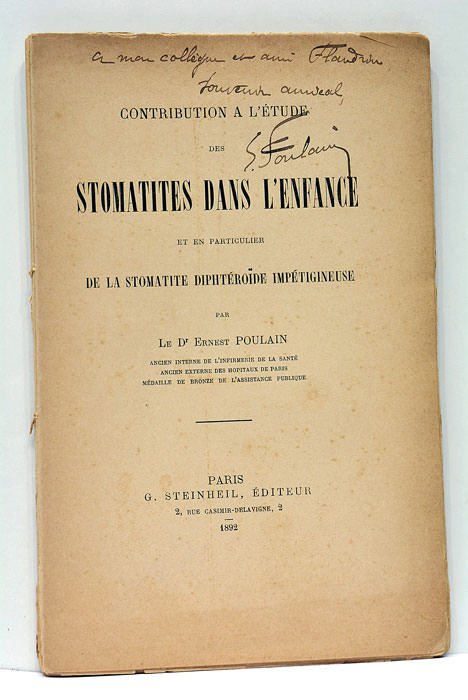 a mon collègue et ami Flandrin
Souvenir amical,
E. Poulain
CONTRIBUTION A L'ÉTUDE
DES
STOMATITES DANS L'ENFANCE
ET EN PARTICULIER
DE LA STOMATITE DIPHTÉROÏDE IMPÉTIGINEUSE
PAR
LE Dr ERNEST POULAIN
ANCIEN INTERNE DE L'INFIRMERIE DE LA SANTÉ
ANCIEN EXTERNE DES HOPITAUX DE PARIS
MÉDAILLE DE BRONZE DE L'ASSISTANCE PUBLIQUE
PARIS
G. STEINHEIL, ÉDITEUR
2, RUE CASIMIR-DELAVIGNE, 2
1892